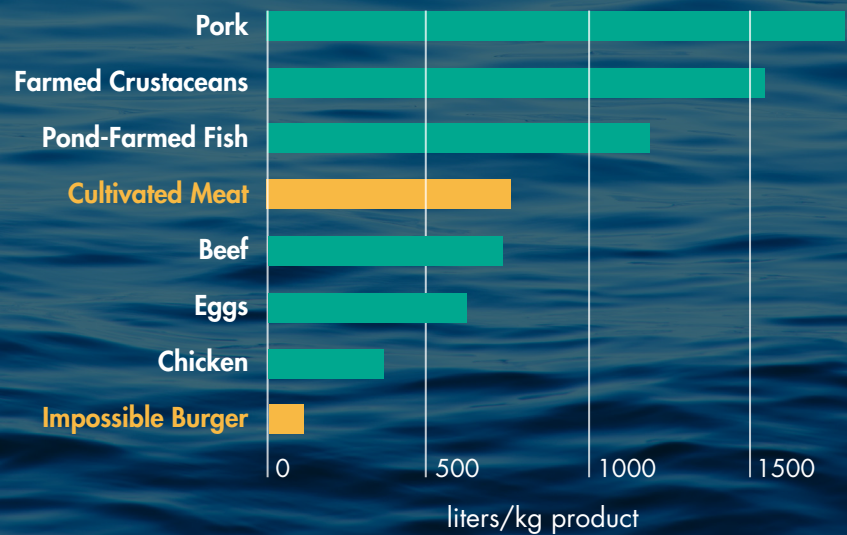 Pork
Farmed Crustaceans
Pond-Farmed Fish
Cultivated Meat
Beef
Eggs
Chicken
Impossible Burger
0 500 1000 1500
liters/kg product